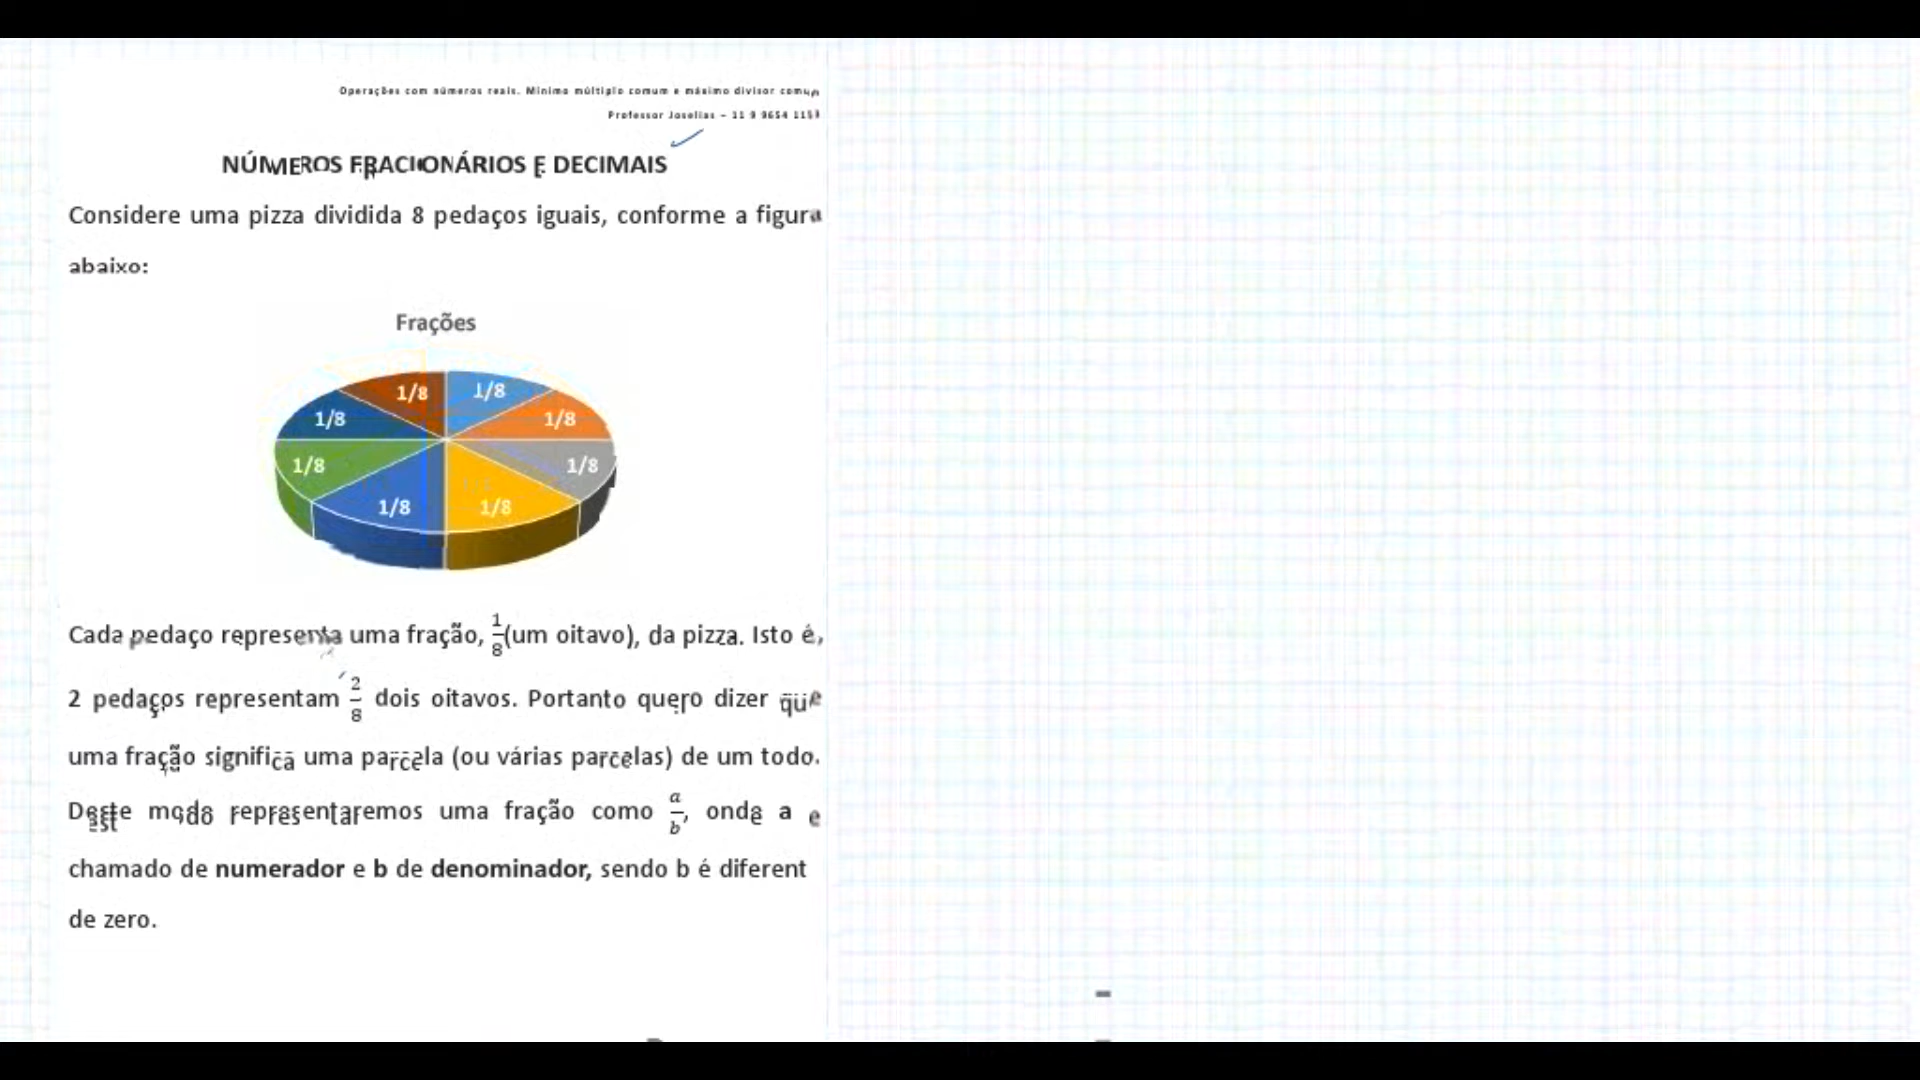 Operações com números reais. Mínimo múltiplo comum e máximo divisor comum
Professor Joselias – 11 9 9654 1153
NÚMEROS FRACIONÁRIOS E DECIMAIS
Considere uma pizza dividida 8 pedaços iguais, conforme a figura
abaixo:
Frações
1/8 1/8
1/8 1/8
1/8 1/8
1/8 1/8
Cada pedaço representa uma fração, 1/8(um oitavo), da pizza. Isto é,
2 pedaços representam 2/8 dois oitavos. Portanto quero dizer que
uma fração significa uma parcela (ou várias parcelas) de um todo.
Deste modo representaremos uma fração como a/b, onde a e
chamado de numerador e b de denominador, sendo b é diferent
de zero.